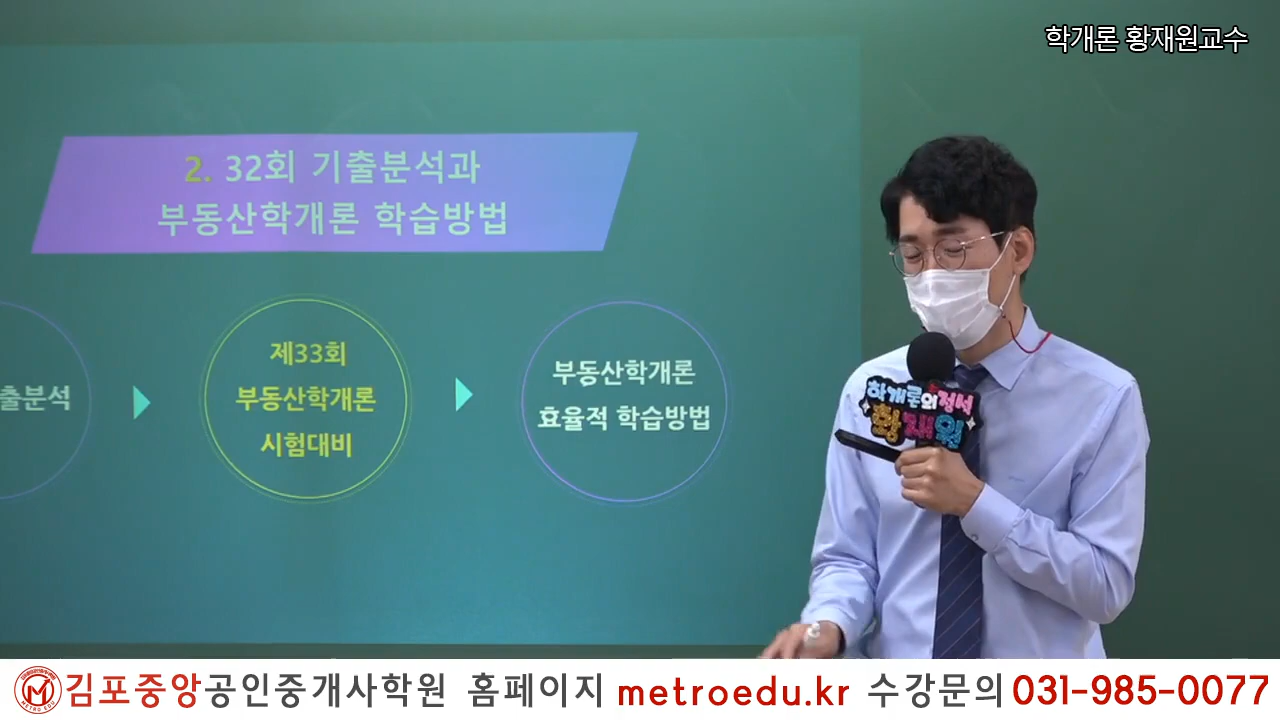 학개론 황재원교수
2. 32회 기출분석과
부동산학개론 학습방법
출분석
제33회
부동산학개론
시험대비
부동산학개론
효율적 학습방법
학개론의정석
황재원
METRO EDU
김포중앙공인중개사학원 홈페이지 metroedu.kr 수강문의 031-985-0077